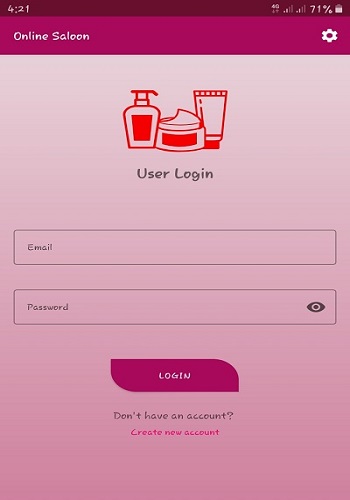 4:21
4G 71%
Online Saloon
User Login
Email
Password
LOGIN
Don't have an account?
Create new account